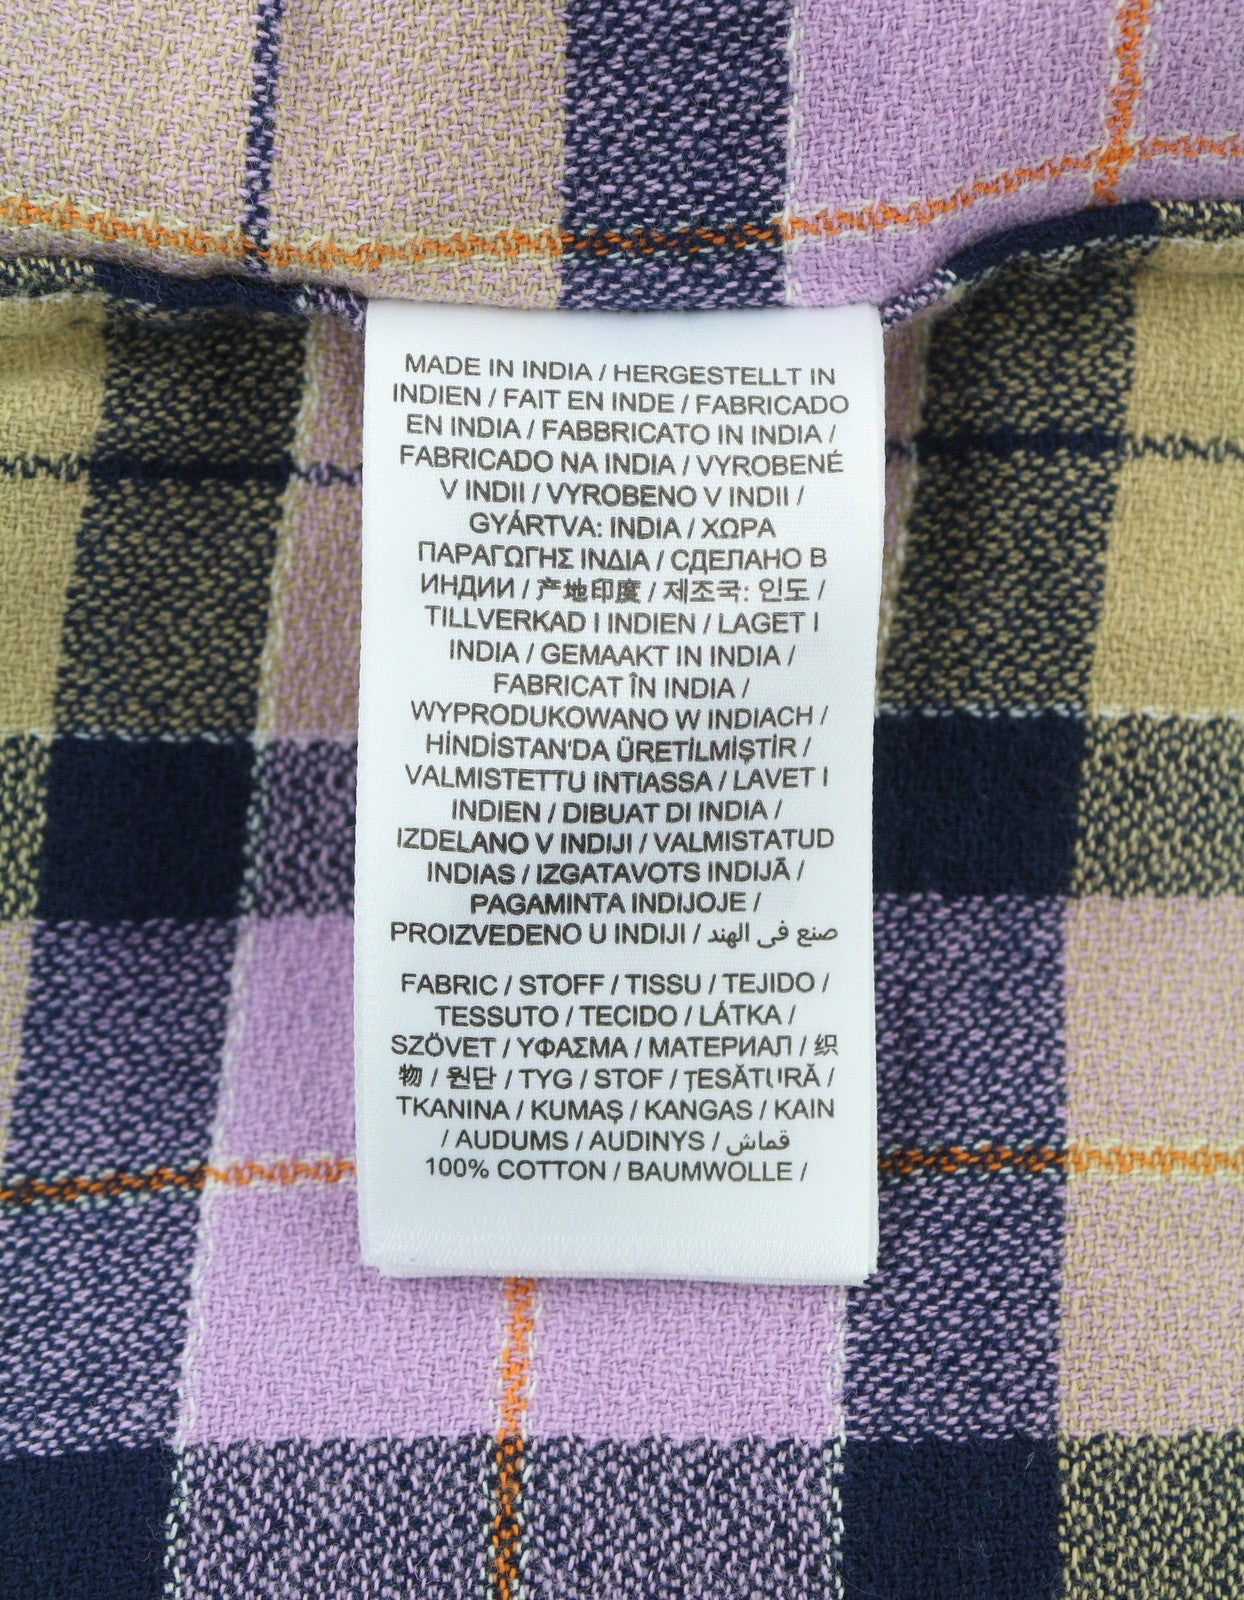 MADE IN INDIA / HERGESTELLT IN
INDIEN / FAIT EN INDE / FABRICADO
EN INDIA / FABBRICATO IN INDIA /
FABRICADO NA INDIA / VYROBENÉ
V INDII / VYROBENO V INDII /
GYÁRTVA: INDIA / ΧΩΡΑ
ΠΑΡΑΓΩΓΗΣ ΙΝΔΙΑ / СДЕЛАНО В
ИНДИИ / 产地印度 / 제조국: 인도 /
TILLVERKAD I INDIEN / LAGET I
INDIA / GEMAAKT IN INDIA /
FABRICAT ÎN INDIA /
WYPRODUKOWANO W INDIACH /
HİNDİSTAN'DA ÜRETİLMİŞTİR /
VALMISTETTU INTIASSA / LAVET I
INDIEN / DIBUAT DI INDIA /
IZDELANO V INDIJI / VALMISTATUD
INDIAS / IZGATAVOTS INDIJĀ /
PAGAMINTA INDIJOJE /
PROIZVEDENO U INDIJI / صنع في الهند
FABRIC / STOFF / TISSU / TEJIDO /
TESSUTO / TECIDO / LÁTKA /
SZÖVET / ΥΦΑΣΜΑ / МАТЕРИАЛ / 织
物 / 원단 / TYG / STOF / ȚESĂTURĂ /
TKANINA / KUMAŞ / KANGAS / KAIN
/ AUDUMS / AUDINYS / قماش
100% COTTON / BAUMWOLLE /